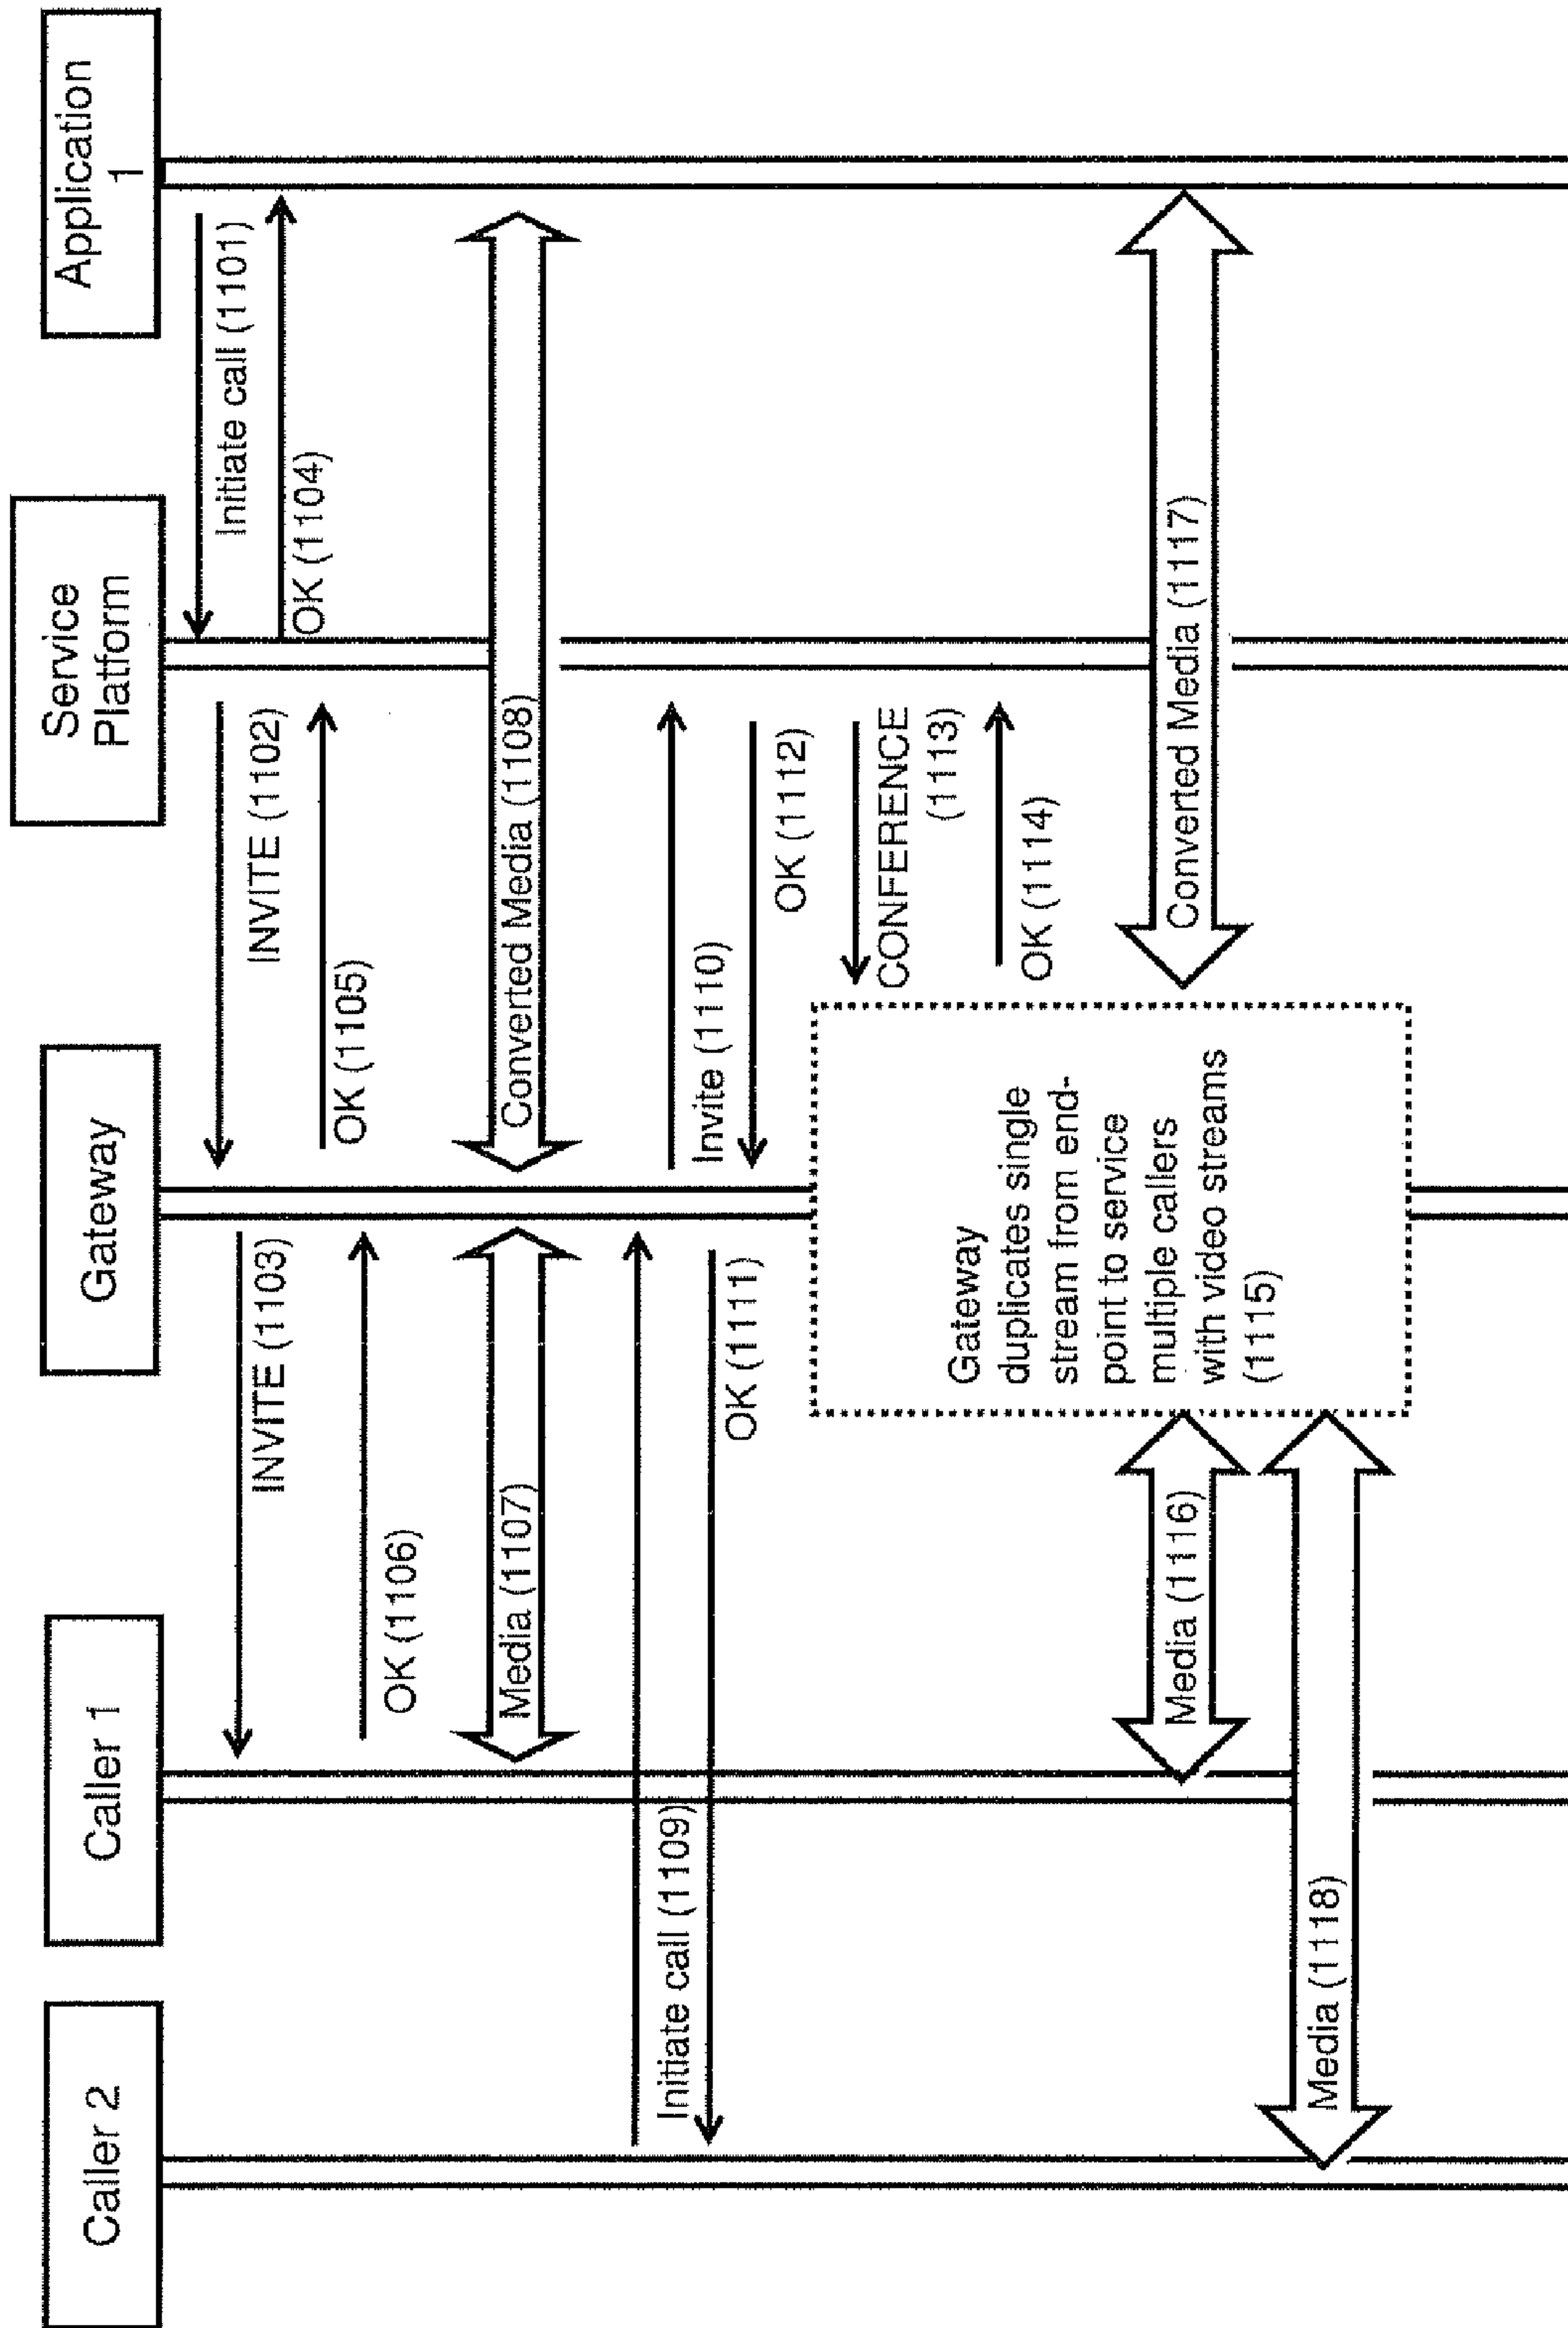 Caller 2
Caller 1
Gateway
Service
Platform
Application
1
Initiate call (1101)
INVITE (1102)
INVITE (1103)
OK (1104)
OK (1105)
OK (1106)
Media (1107)
Converted Media (1108)
Initiate call (1109)
Invite (1110)
OK (1111)
OK (1112)
CONFERENCE
(1113)
OK (1114)
Gateway
duplicates single
stream from end-
point to service
multiple callers
with video streams
(1115)
Media (1116)
Converted Media (1117)
Media (1118)